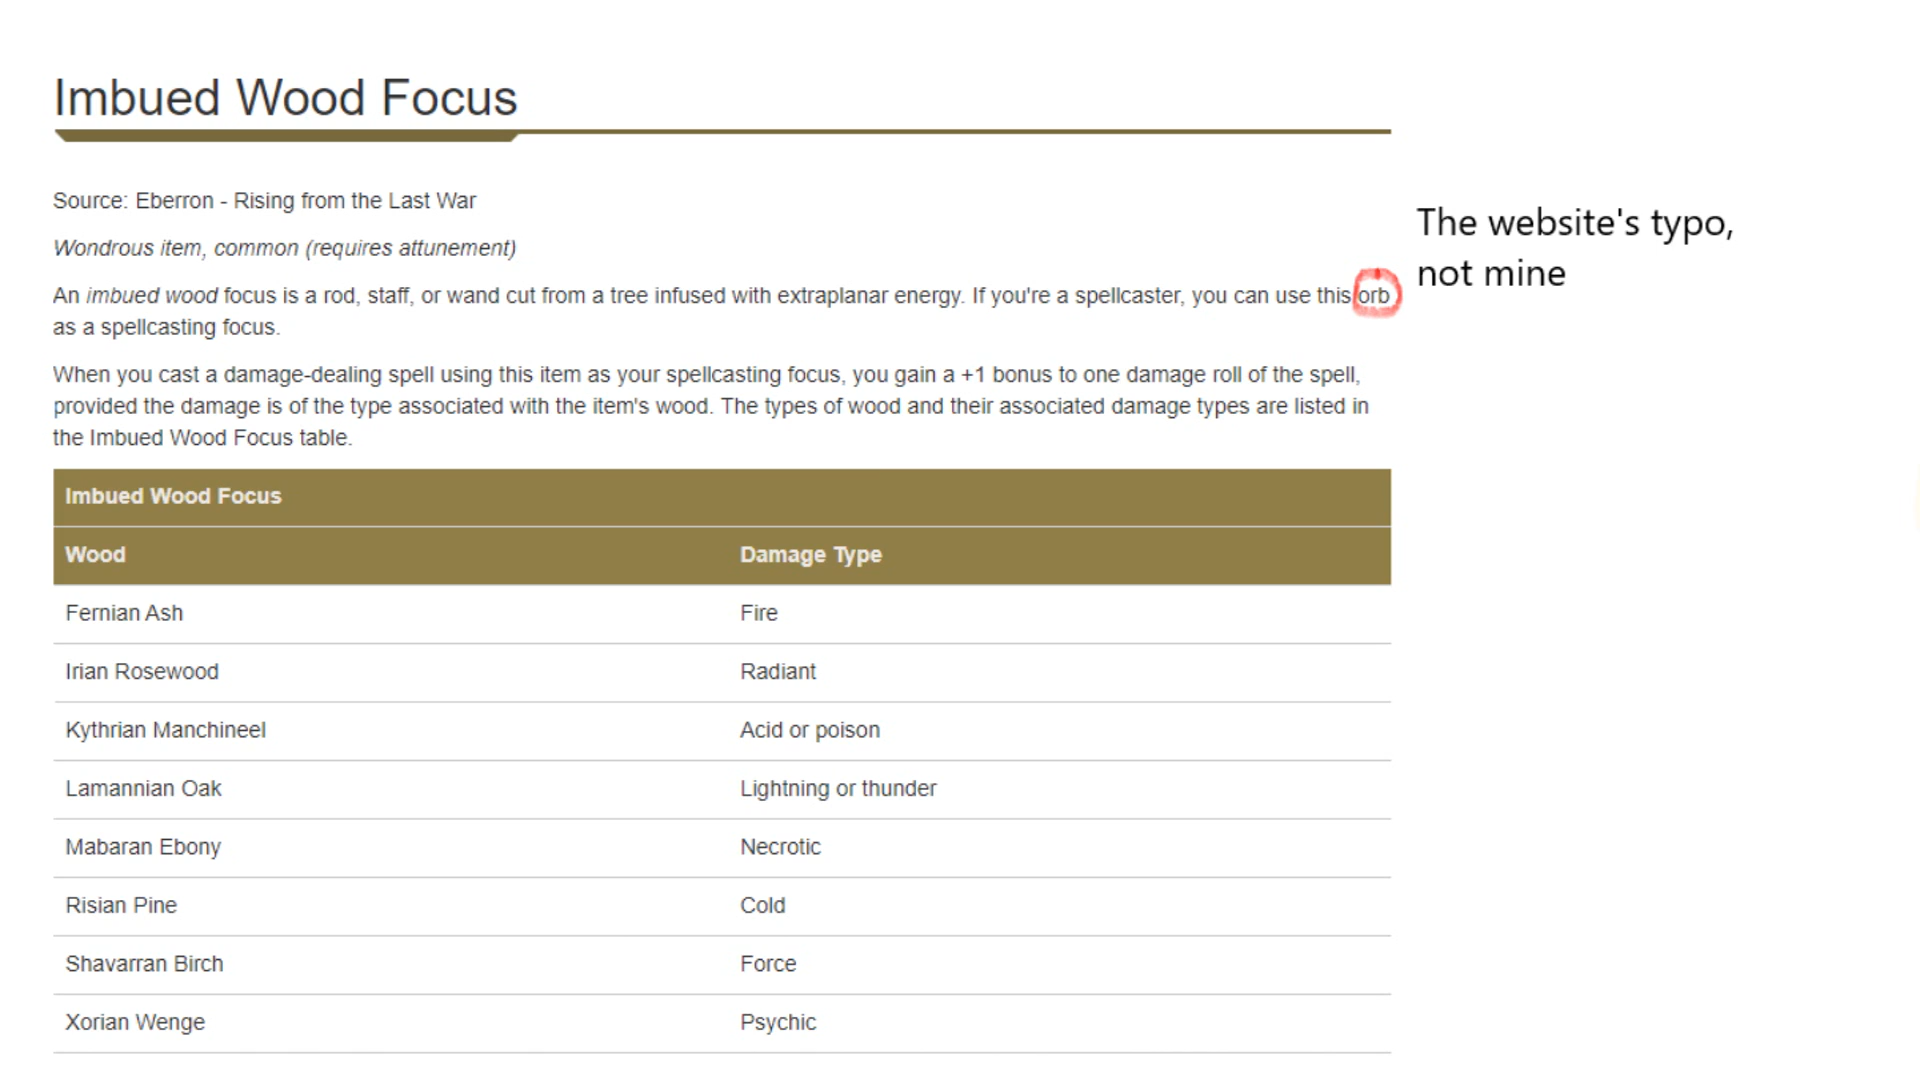 Imbued Wood Focus
Source: Eberron - Rising from the Last War
Wondrous item, common (requires attunement)
The website's typo,
not mine
An imbued wood focus is a rod, staff, or wand cut from a tree infused with extraplanar energy. If you're a spellcaster, you can use this orb
as a spellcasting focus.
When you cast a damage-dealing spell using this item as your spellcasting focus, you gain a +1 bonus to one damage roll of the spell,
provided the damage is of the type associated with the item's wood. The types of wood and their associated damage types are listed in
the Imbued Wood Focus table.
Imbued Wood Focus
Wood Damage Type
Fernian Ash Fire
Irian Rosewood Radiant
Kythrian Manchineel Acid or poison
Lamannian Oak Lightning or thunder
Mabaran Ebony Necrotic
Risian Pine Cold
Shavarran Birch Force
Xorian Wenge Psychic